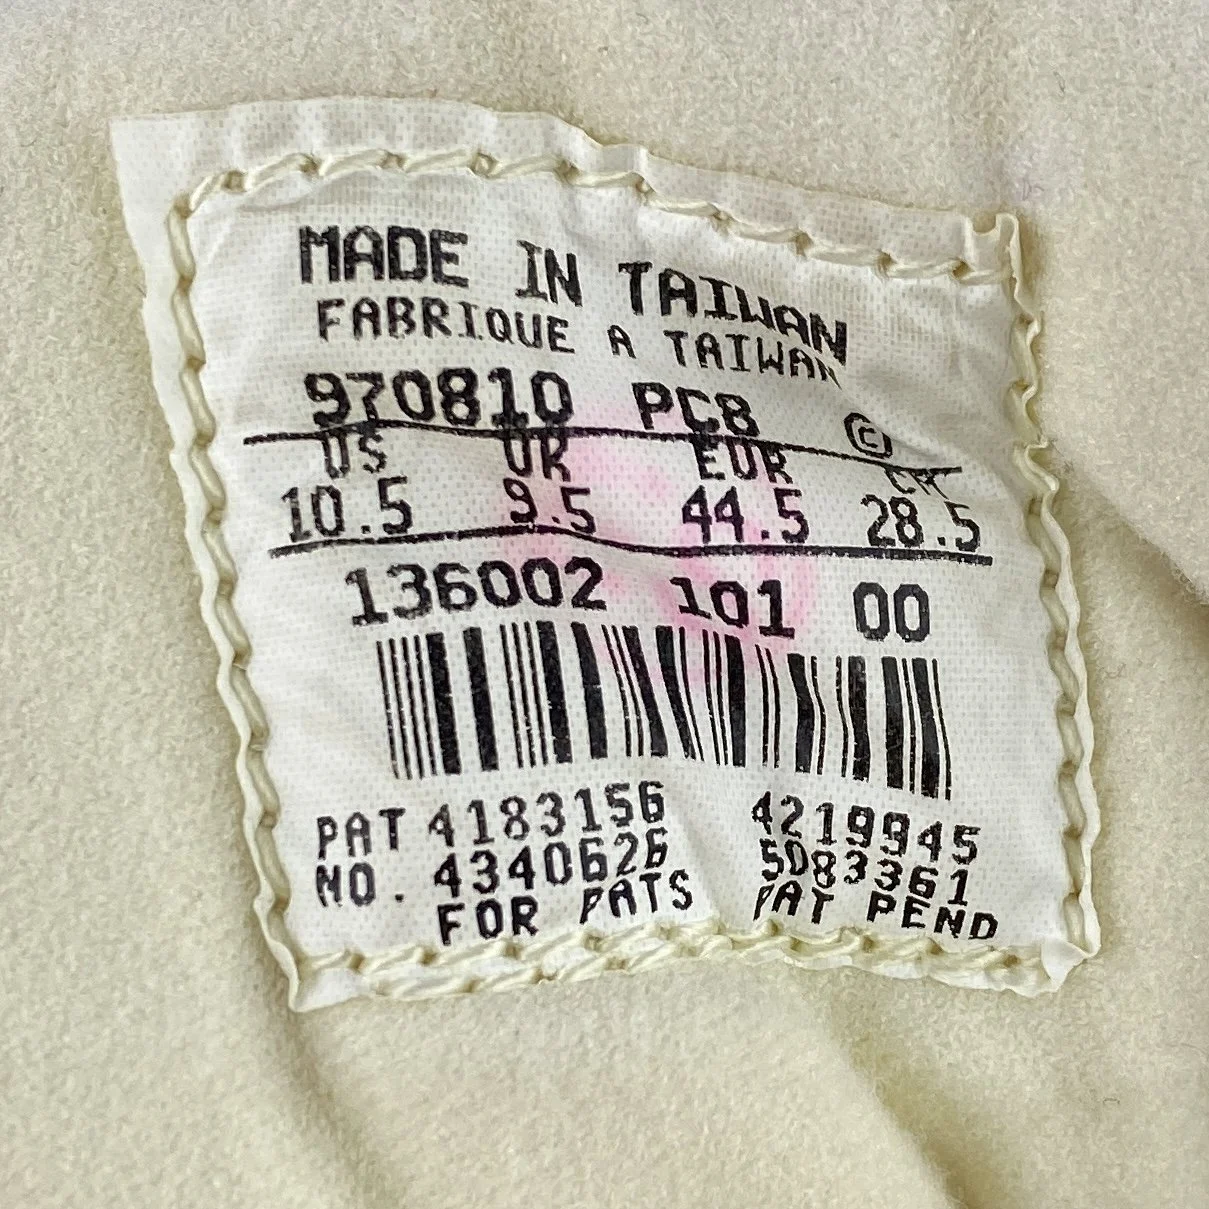 MADE IN TAIWAN
FABRIQUE A TAIWAN
970810 PCB ©
US UK EUR CM
10.5 9.5 44.5 28.5
136002 101 00
PAT 4183156 4219945
NO. 4340626 5083361
FOR PATS PAT PEND